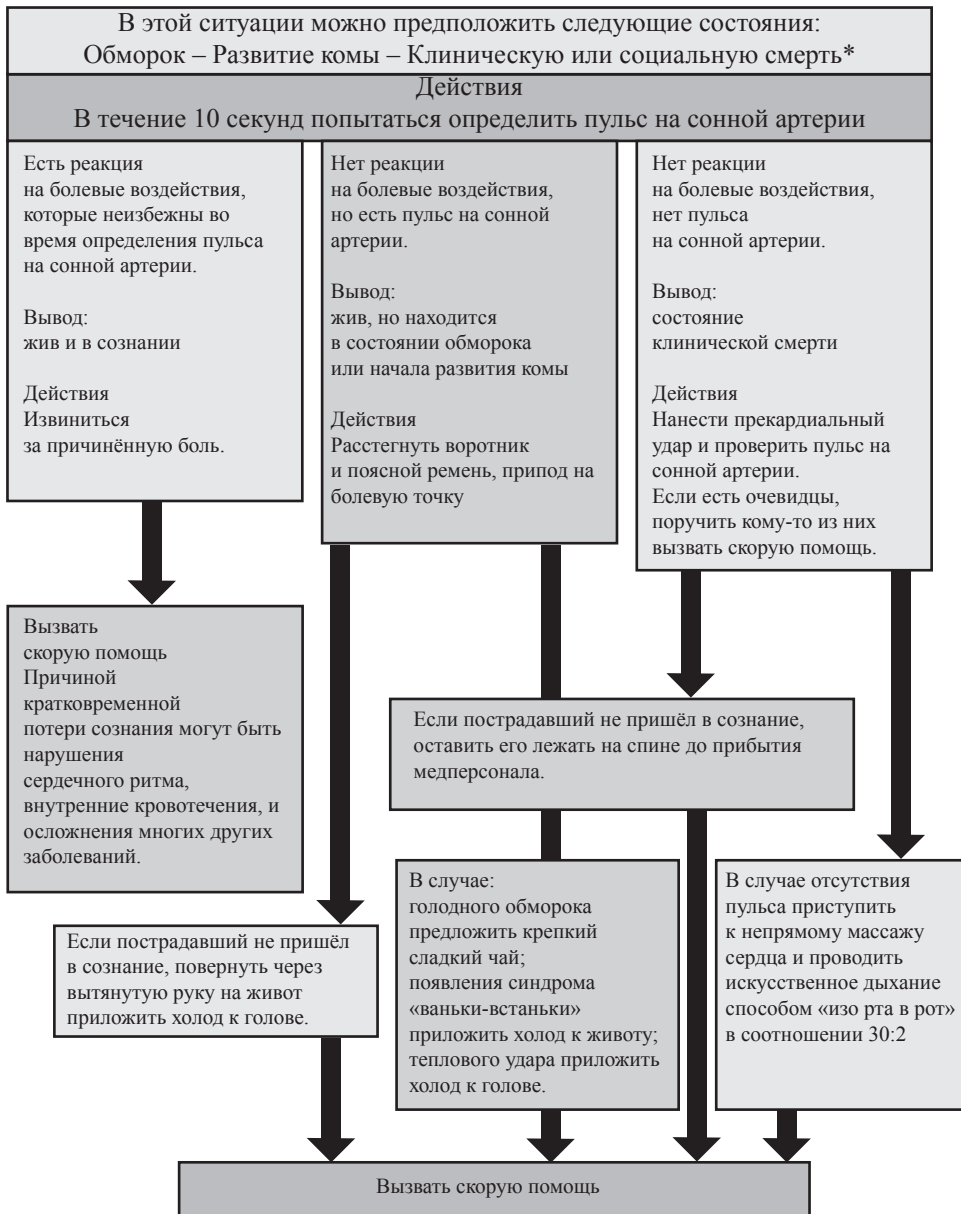 В этой ситуации можно предположить следующие состояния:
Обморок – Развитие комы – Клиническую или социальную смерть*
Действия
В течение 10 секунд попытаться определить пульс на сонной артерии
Есть реакция
на болевые воздействия,
которые неизбежны во
время определения пульса
на сонной артерии.
Вывод:
жив и в сознании
Действия
Извиниться
за причинённую боль.
Нет реакции
на болевые воздействия,
но есть пульс на сонной
артерии.
Вывод:
жив, но находится
в состоянии обморока
или начала развития комы
Действия
Расстегнуть воротник
и поясной ремень, припод на
болевую точку
Нет реакции
на болевые воздействия,
нет пульса
на сонной артерии.
Вывод:
состояние
клинической смерти
Действия
Нанести прекардиальный
удар и проверить пульс на
сонной артерии.
Если есть очевидцы,
поручить кому-то из них
вызвать скорую помощь.
Вызвать
скорую помощь
Причиной
кратковременной
потери сознания могут быть
нарушения
сердечного ритма,
внутренние кровотечения, и
осложнения многих других
заболеваний.
Если пострадавший не пришёл в сознание,
оставить его лежать на спине до прибытия
медперсонала.
Если пострадавший не пришёл
в сознание, повернуть через
вытянутую руку на живот
приложить холод к голове.
В случае:
голодного обморока
предложить крепкий
сладкий чай;
появления синдрома
«ваньки-встаньки»
приложить холод к животу;
теплового удара приложить
холод к голове.
В случае отсутствия
пульса приступить
к непрямому массажу
сердца и проводить
искусственное дыхание
способом «изо рта в рот»
в соотношении 30:2
Вызвать скорую помощь